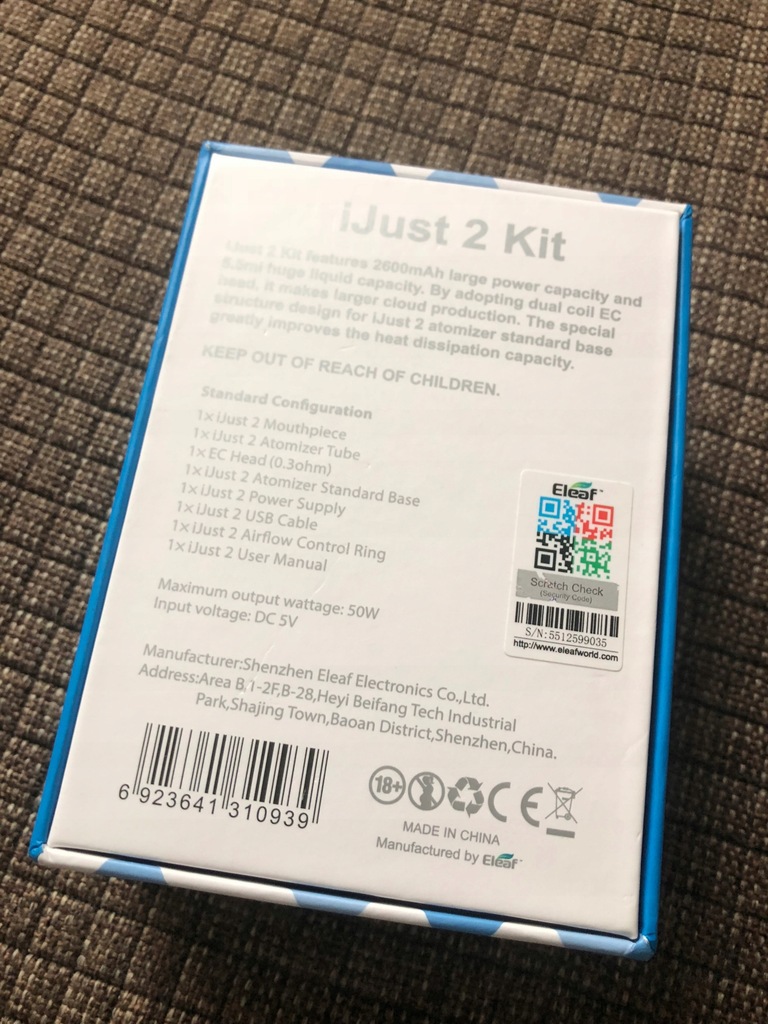 iJust 2 Kit
iJust 2 Kit features 2600mAh large power capacity and
5.5ml huge liquid capacity. By adopting dual coil EC
head, it makes larger cloud production. The special
structure design for iJust 2 atomizer standard base
greatly improves the heat dissipation capacity.
KEEP OUT OF REACH OF CHILDREN.
Standard Configuration
1× iJust 2 Mouthpiece
1× iJust 2 Atomizer Tube
1× EC Head (0.3ohm)
1× iJust 2 Atomizer Standard Base
1× iJust 2 Power Supply
1× iJust 2 USB Cable
1× iJust 2 Airflow Control Ring
1× iJust 2 User Manual
Maximum output wattage: 50W
Input voltage: DC 5V
Manufacturer:Shenzhen Eleaf Electronics Co.,Ltd.
Address:Area B,1-2F,B-28,Heyi Beifang Tech Industrial
Park,Shajing Town,Baoan District,Shenzhen,China.
Eleaf™
Scratch Check
(Security Code)
S/N: 5512599035
http://www.eleafworld.com
6 923641 310939
18+ CE
MADE IN CHINA
Manufactured by Eleaf™